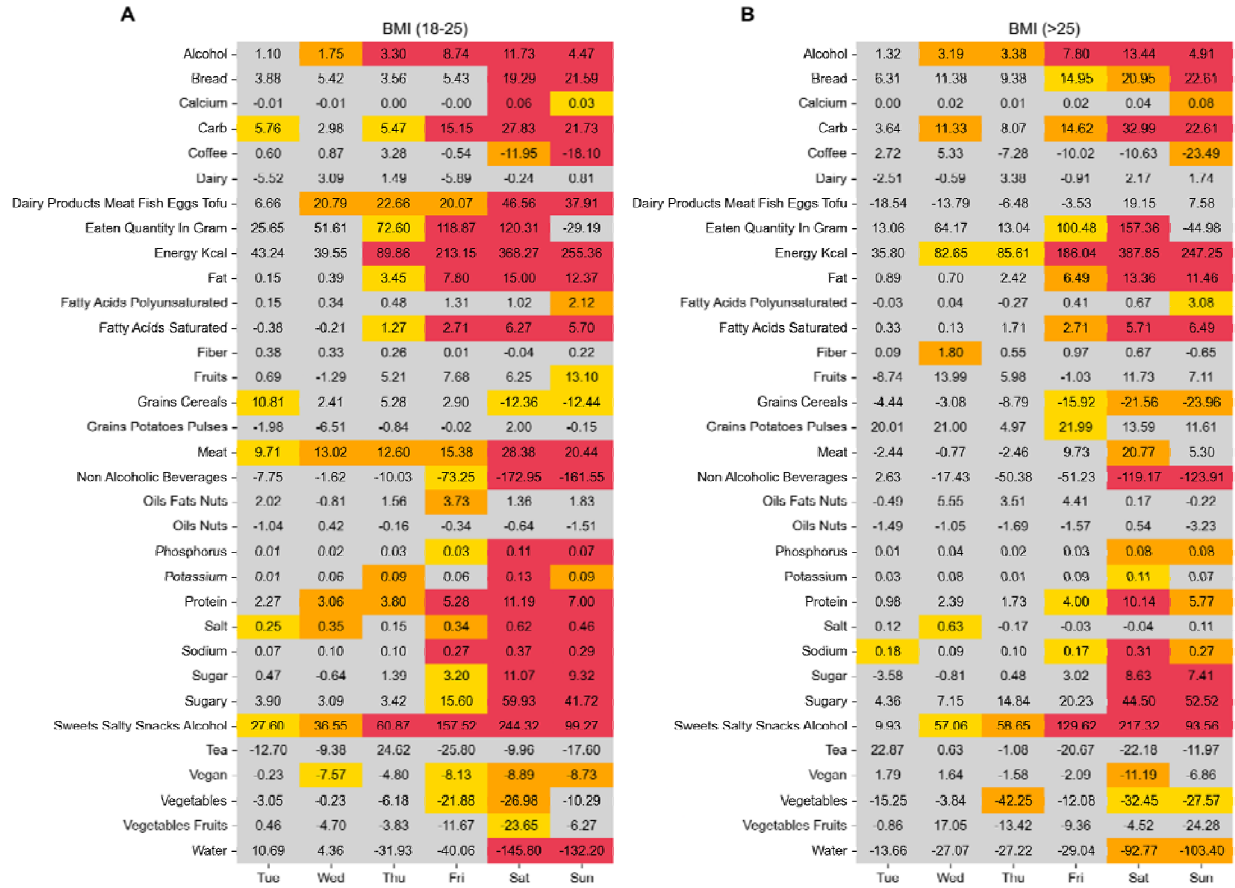 A B
BMI (18-25) BMI (>25)
Alcohol 1.10 1.75 3.30 8.74 11.73 4.47 Alcohol 1.32 3.19 3.38 7.80 13.44 4.91
Bread 3.88 5.42 3.56 5.43 19.29 21.59 Bread 6.31 11.38 9.38 14.95 20.95 22.61
Calcium -0.01 -0.01 0.00 -0.00 0.06 0.03 Calcium 0.00 0.02 0.01 0.02 0.04 0.08
Carb 5.76 2.98 5.47 15.15 27.83 21.73 Carb 3.64 11.33 8.07 14.62 32.99 22.61
Coffee 0.60 0.87 3.28 -0.54 -11.95 -18.10 Coffee 2.72 5.33 -7.28 -10.02 -10.63 -23.49
Dairy -5.52 3.09 1.49 -5.89 -0.24 0.81 Dairy -2.51 -0.59 3.38 -0.91 2.17 1.74
Dairy Products Meat Fish Eggs Tofu 6.66 20.79 22.66 20.07 46.56 37.91 Dairy Products Meat Fish Eggs Tofu -18.54 -13.79 -6.48 -3.53 19.15 7.58
Eaten Quantity In Gram 25.65 51.61 72.60 118.87 120.31 -29.19 Eaten Quantity In Gram 13.06 64.17 13.04 100.48 157.36 -44.98
Energy Kcal 43.24 39.55 89.86 213.15 368.27 255.36 Energy Kcal 35.80 82.65 85.61 186.04 387.85 247.25
Fat 0.15 0.39 3.45 7.80 15.00 12.37 Fat 0.89 0.70 2.42 6.49 13.36 11.46
Fatty Acids Polyunsaturated 0.15 0.34 0.48 1.31 1.02 2.12 Fatty Acids Polyunsaturated -0.03 0.04 -0.27 0.41 0.67 3.08
Fatty Acids Saturated -0.38 -0.21 1.27 2.71 6.27 5.70 Fatty Acids Saturated 0.33 0.13 1.71 2.71 5.71 6.49
Fiber 0.38 0.33 0.26 0.01 -0.04 0.22 Fiber 0.09 1.80 0.55 0.97 0.67 -0.65
Fruits 0.69 -1.29 5.21 7.68 6.25 13.10 Fruits -8.74 13.99 5.98 -1.03 11.73 7.11
Grains Cereals 10.81 2.41 5.28 2.90 -12.36 -12.44 Grains Cereals -4.44 -3.08 -8.79 -15.92 -21.56 -23.96
Grains Potatoes Pulses -1.98 -6.51 -0.84 -0.02 2.00 -0.15 Grains Potatoes Pulses 20.01 21.00 4.97 21.99 13.59 11.61
Meat 9.71 13.02 12.60 15.38 28.38 20.44 Meat -2.44 -0.77 -2.46 9.73 20.77 5.30
Non Alcoholic Beverages -7.75 -1.62 -10.03 -73.25 -172.95 -161.55 Non Alcoholic Beverages 2.63 -17.43 -50.38 -51.23 -119.17 -123.91
Oils Fats Nuts 2.02 -0.81 1.56 3.73 1.36 1.83 Oils Fats Nuts -0.49 5.55 3.51 4.41 0.17 -0.22
Oils Nuts -1.04 0.42 -0.16 -0.34 -0.64 -1.51 Oils Nuts -1.49 -1.05 -1.69 -1.57 0.54 -3.23
Phosphorus 0.01 0.02 0.03 0.03 0.11 0.07 Phosphorus 0.01 0.04 0.02 0.03 0.08 0.08
Potassium 0.01 0.06 0.09 0.06 0.13 0.09 Potassium 0.03 0.08 0.01 0.09 0.11 0.07
Protein 2.27 3.06 3.80 5.28 11.19 7.00 Protein 0.98 2.39 1.73 4.00 10.14 5.77
Salt 0.25 0.35 0.15 0.34 0.62 0.46 Salt 0.12 0.63 -0.17 -0.03 -0.04 0.11
Sodium 0.07 0.10 0.10 0.27 0.37 0.29 Sodium 0.18 0.09 0.10 0.17 0.31 0.27
Sugar 0.47 -0.64 1.39 3.20 11.07 9.32 Sugar -3.58 -0.81 0.48 3.02 8.63 7.41
Sugary 3.90 3.09 3.42 15.60 59.93 41.72 Sugary 4.36 7.15 14.84 20.23 44.50 52.52
Sweets Salty Snacks Alcohol 27.60 36.55 60.87 157.52 244.32 99.27 Sweets Salty Snacks Alcohol 9.93 57.06 58.65 129.62 217.32 93.56
Tea -12.70 -9.38 24.62 -25.80 -9.96 -17.60 Tea 22.87 0.63 -1.08 -20.67 -22.18 -11.97
Vegan -0.23 -7.57 -4.80 -8.13 -8.89 -8.73 Vegan 1.79 1.64 -1.58 -2.09 -11.19 -6.86
Vegetables -3.05 -0.23 -6.18 -21.88 -26.98 -10.29 Vegetables -15.25 -3.84 -42.25 -12.08 -32.45 -27.57
Vegetables Fruits 0.46 -4.70 -3.83 -11.67 -23.65 -6.27 Vegetables Fruits -0.86 17.05 -13.42 -9.36 -4.52 -24.28
Water 10.69 4.36 -31.93 -40.06 -145.80 -132.20 Water -13.66 -27.07 -27.22 -29.04 -92.77 -103.40
Tue Wed Thu Fri Sat Sun Tue Wed Thu Fri Sat Sun